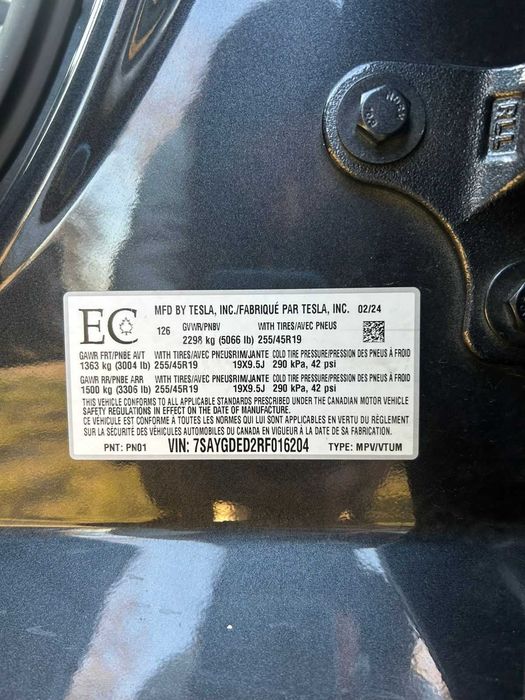 EC
MFD BY TESLA, INC./FABRIQUÉ PAR TESLA, INC. 02/24
126 GVWR/PNBV WITH TIRES/AVEC PNEUS
2298 kg (5066 lb) 255/45R19
GAWR FRT/PNBE AVT WITH TIRES/AVEC PNEUS RIM/JANTE COLD TIRE PRESSURE/PRESSION DES PNEUS À FROID
1363 kg (3004 lb) 255/45R19 19X9.5J 290 kPa, 42 psi
GAWR RR/PNBE ARR WITH TIRES/AVEC PNEUS RIM/JANTE COLD TIRE PRESSURE/PRESSION DES PNEUS À FROID
1500 kg (3306 lb) 255/45R19 19X9.5J 290 kPa, 42 psi
THIS VEHICLE CONFORMS TO ALL APPLICABLE STANDARDS PRESCRIBED UNDER THE CANADIAN MOTOR VEHICLE
SAFETY REGULATIONS IN EFFECT ON THE DATE OF MANUFACTURE
CE VÉHICULE EST CONFORME À TOUTES LES NORMES QUI LUI SONT APPLICABLES EN VERTU DU RÈGLEMENT
SUR LA SÉCURITÉ DES VÉHICULES AUTOMOBILES DU CANADA EN VIGUEUR À LA DATE DE SA FABRICATION.
PNT: PN01 VIN: 7SAYGDED2RF016204 TYPE: MPV/VTUM